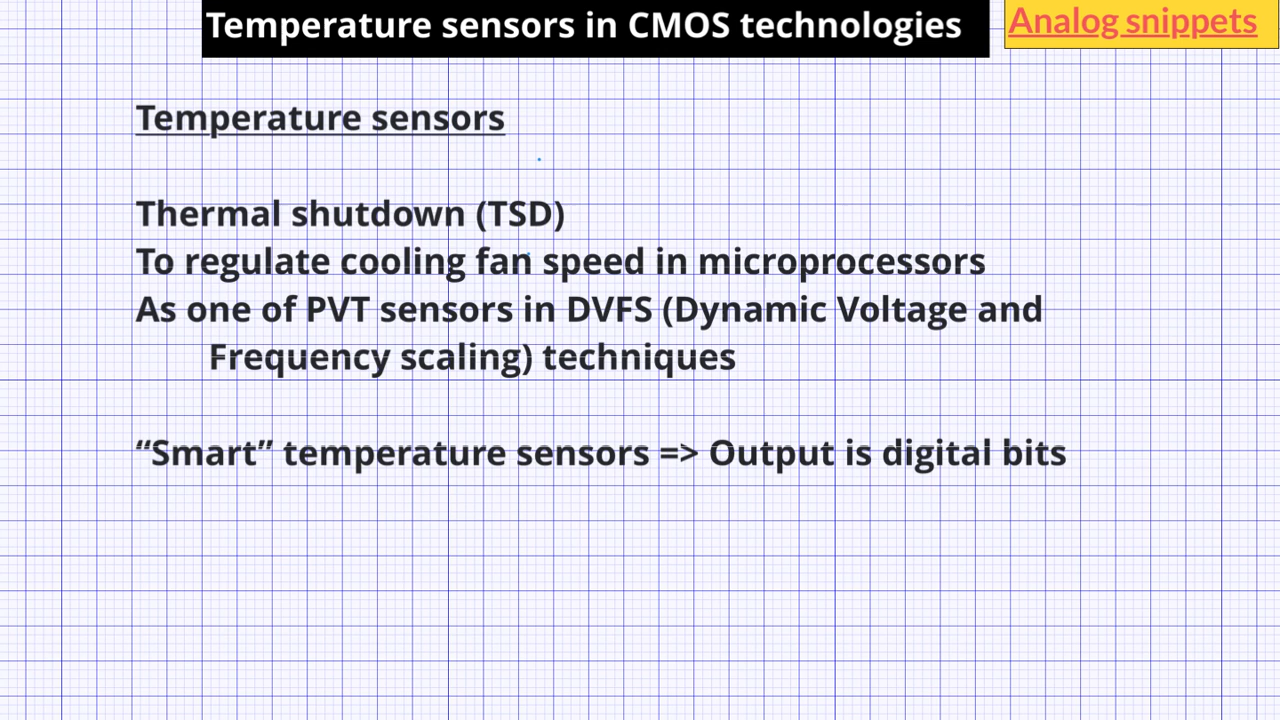 Temperature sensors in CMOS technologies
Analog snippets
Temperature sensors
Thermal shutdown (TSD)
To regulate cooling fan speed in microprocessors
As one of PVT sensors in DVFS (Dynamic Voltage and
Frequency scaling) techniques
“Smart” temperature sensors => Output is digital bits